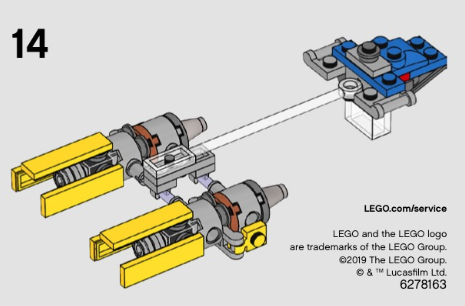 14
LEGO.com/service
LEGO and the LEGO logo
are trademarks of the LEGO Group.
©2019 The LEGO Group.
© & ™ Lucasfilm Ltd.
6278163